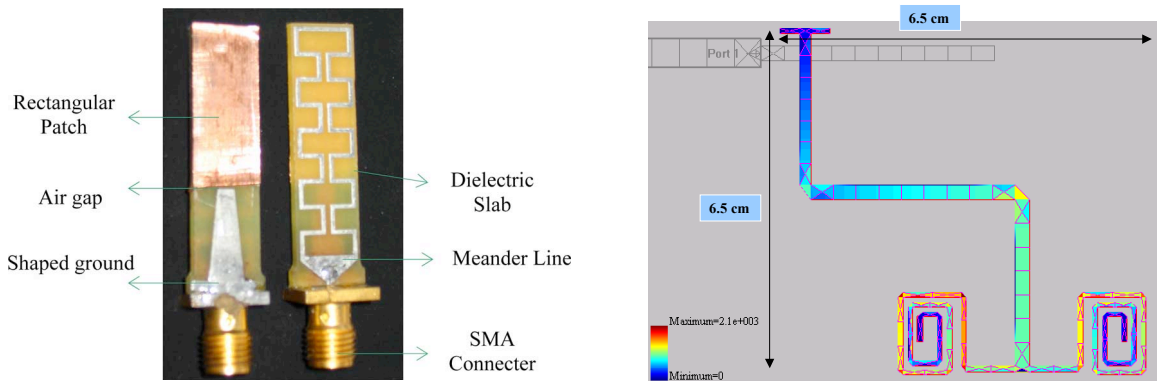 Rectangular
Patch
Air gap
Shaped ground
Dielectric
Slab
Meander Line
SMA
Connecter
6.5 cm
Port 1
6.5 cm
Maximum=2.1e+003
Minimum=0